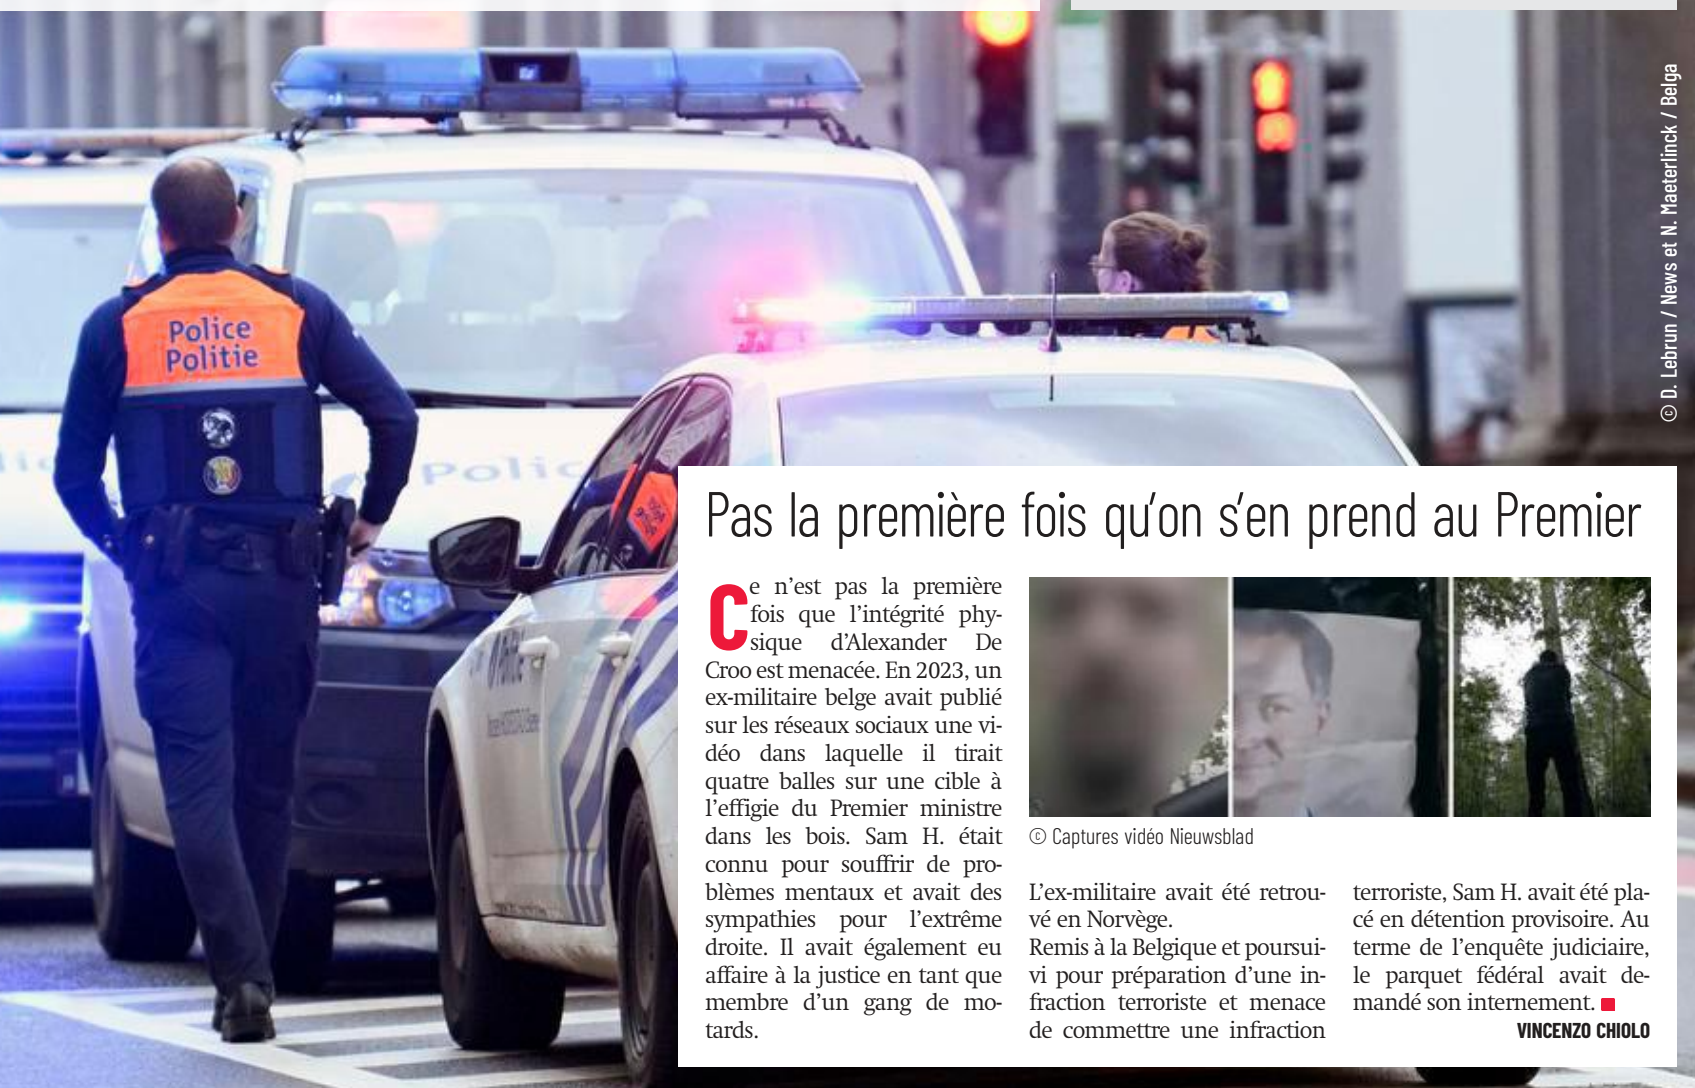 © D. Lebrun / News et N. Maeterlinck / Belga
Police
Politie
Polic
Pas la première fois qu'on s'en prend au Premier
Ce n'est pas la première
fois que l'intégrité phy-
sique d'Alexander De
Croo est menacée. En 2023, un
ex-militaire belge avait publié
sur les réseaux sociaux une vi-
déo dans laquelle il tirait
quatre balles sur une cible à
l'effigie du Premier ministre
dans les bois. Sam H. était
connu pour souffrir de pro-
blèmes mentaux et avait des
sympathies pour l'extrême
droite. Il avait également eu
affaire à la justice en tant que
membre d'un gang de mo-
tards.
© Captures vidéo Nieuwsblad
L'ex-militaire avait été retrou-
vé en Norvège.
Remis à la Belgique et poursui-
vi pour préparation d'une in-
fraction terroriste et menace
de commettre une infraction
terroriste, Sam H. avait été pla-
cé en détention provisoire. Au
terme de l'enquête judiciaire,
le parquet fédéral avait de-
mandé son internement.
VINCENZO CHIOLO